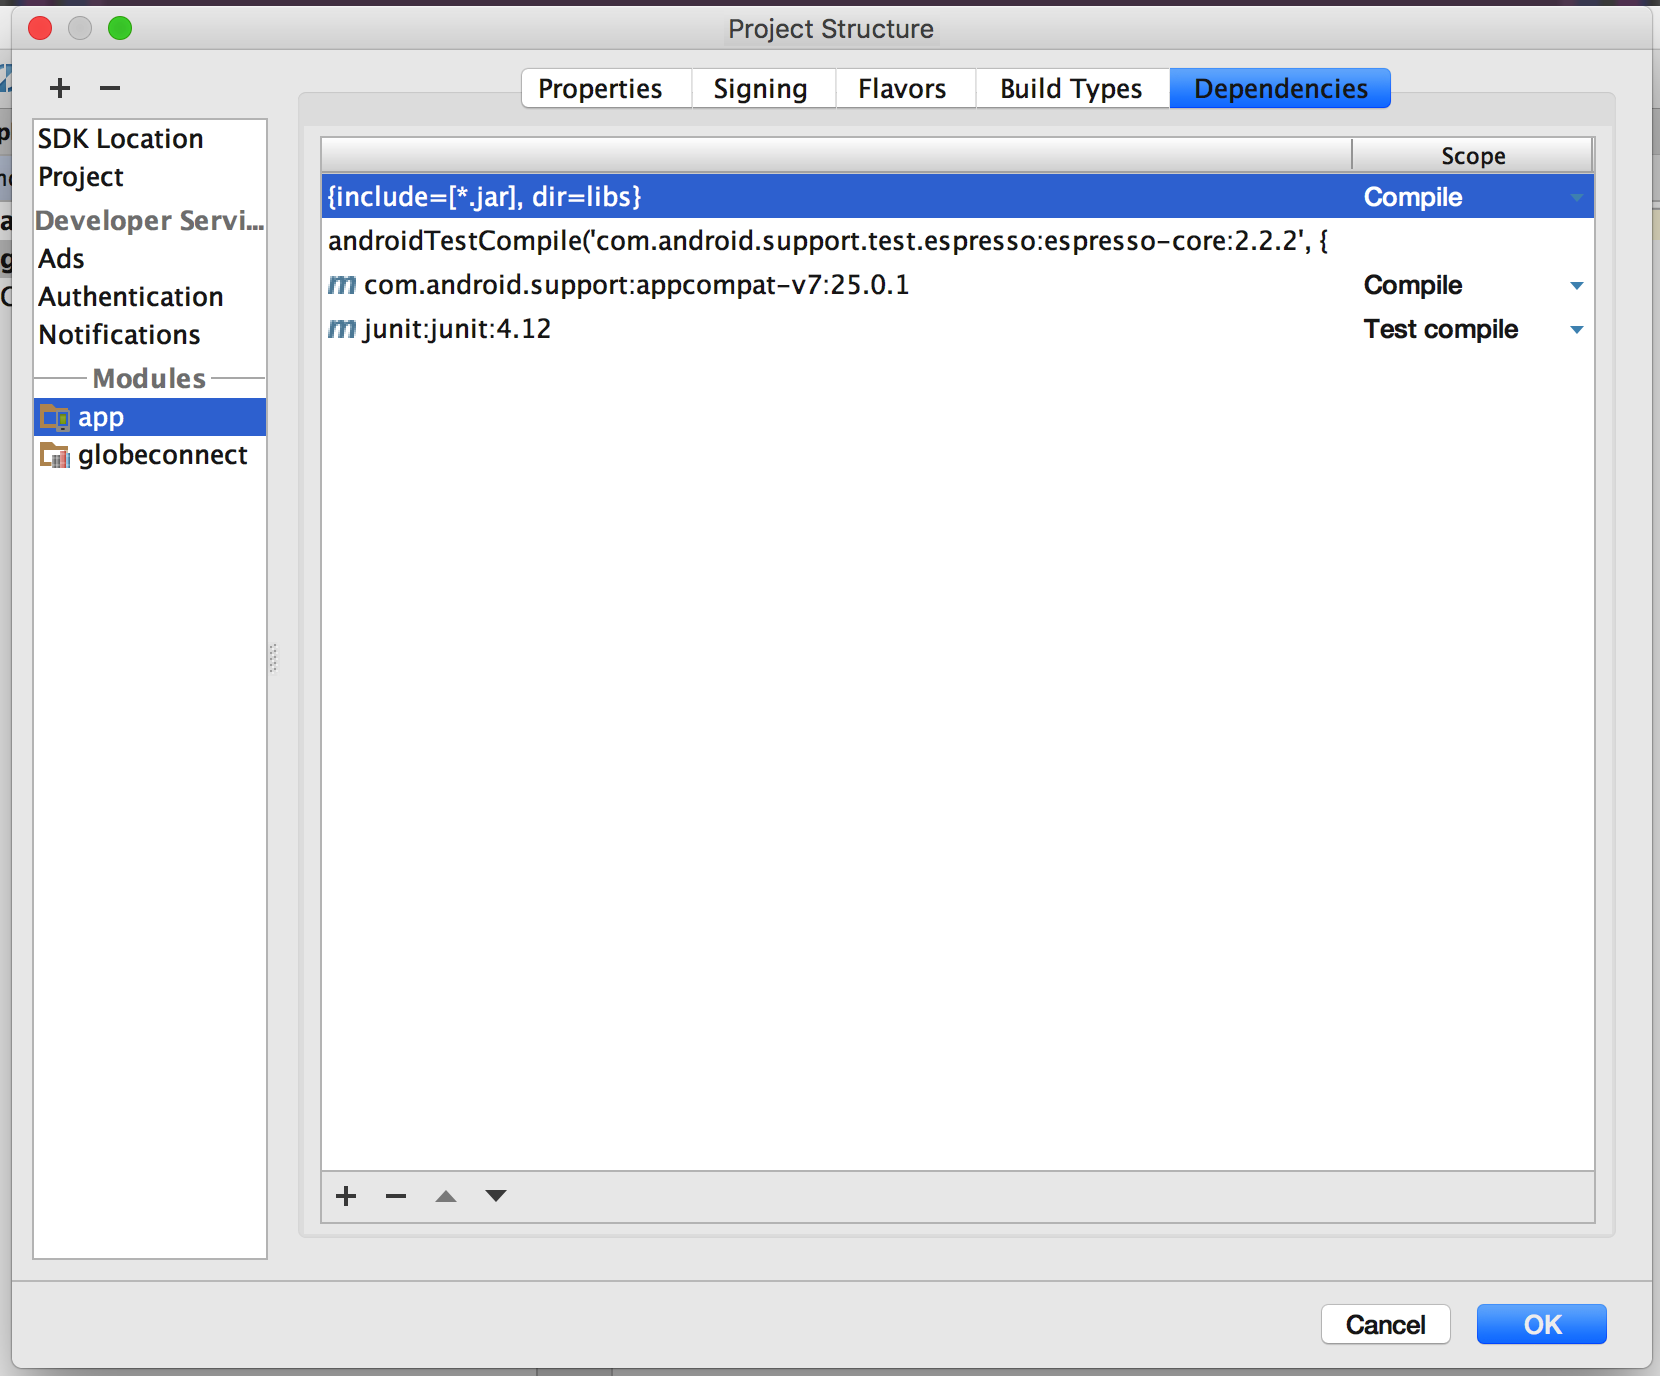 Project Structure
Properties Signing Flavors Build Types Dependencies
SDK Location
Project
Developer Servi...
Ads
Authentication
Notifications
Modules
app
globeconnect
Scope
{include=[*.jar], dir=libs} Compile
androidTestCompile('com.android.support.test.espresso:espresso-core:2.2.2', {
m com.android.support:appcompat-v7:25.0.1 Compile
m junit:junit:4.12 Test compile
Cancel OK